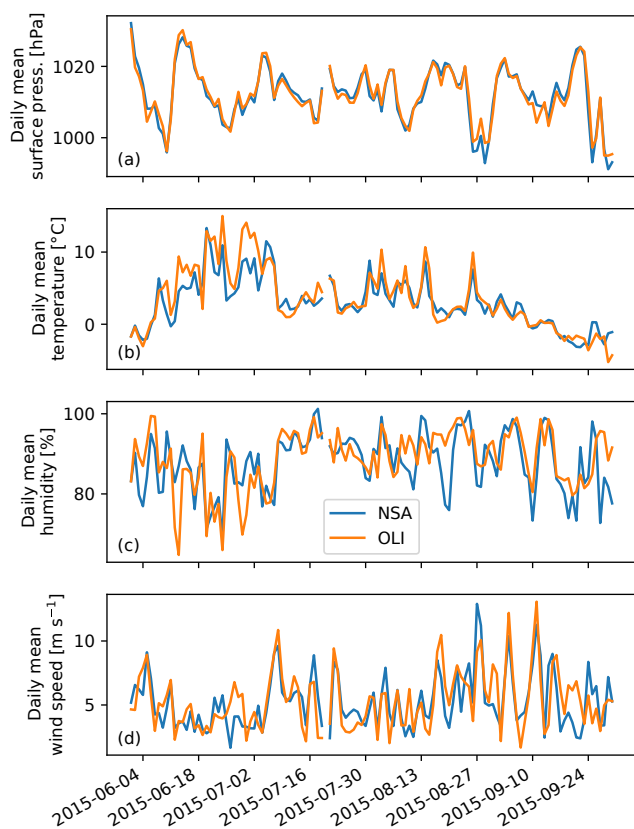 Daily mean
surface press. [hPa]
1020
1000
(a)
Daily mean
temperature [°C]
10
0
(b)
Daily mean
humidity [%]
100
80
(c)
NSA
OLI
Daily mean
wind speed [m s⁻¹]
10
5
(d)
2015-06-04
2015-06-18
2015-07-02
2015-07-16
2015-07-30
2015-08-13
2015-08-27
2015-09-10
2015-09-24